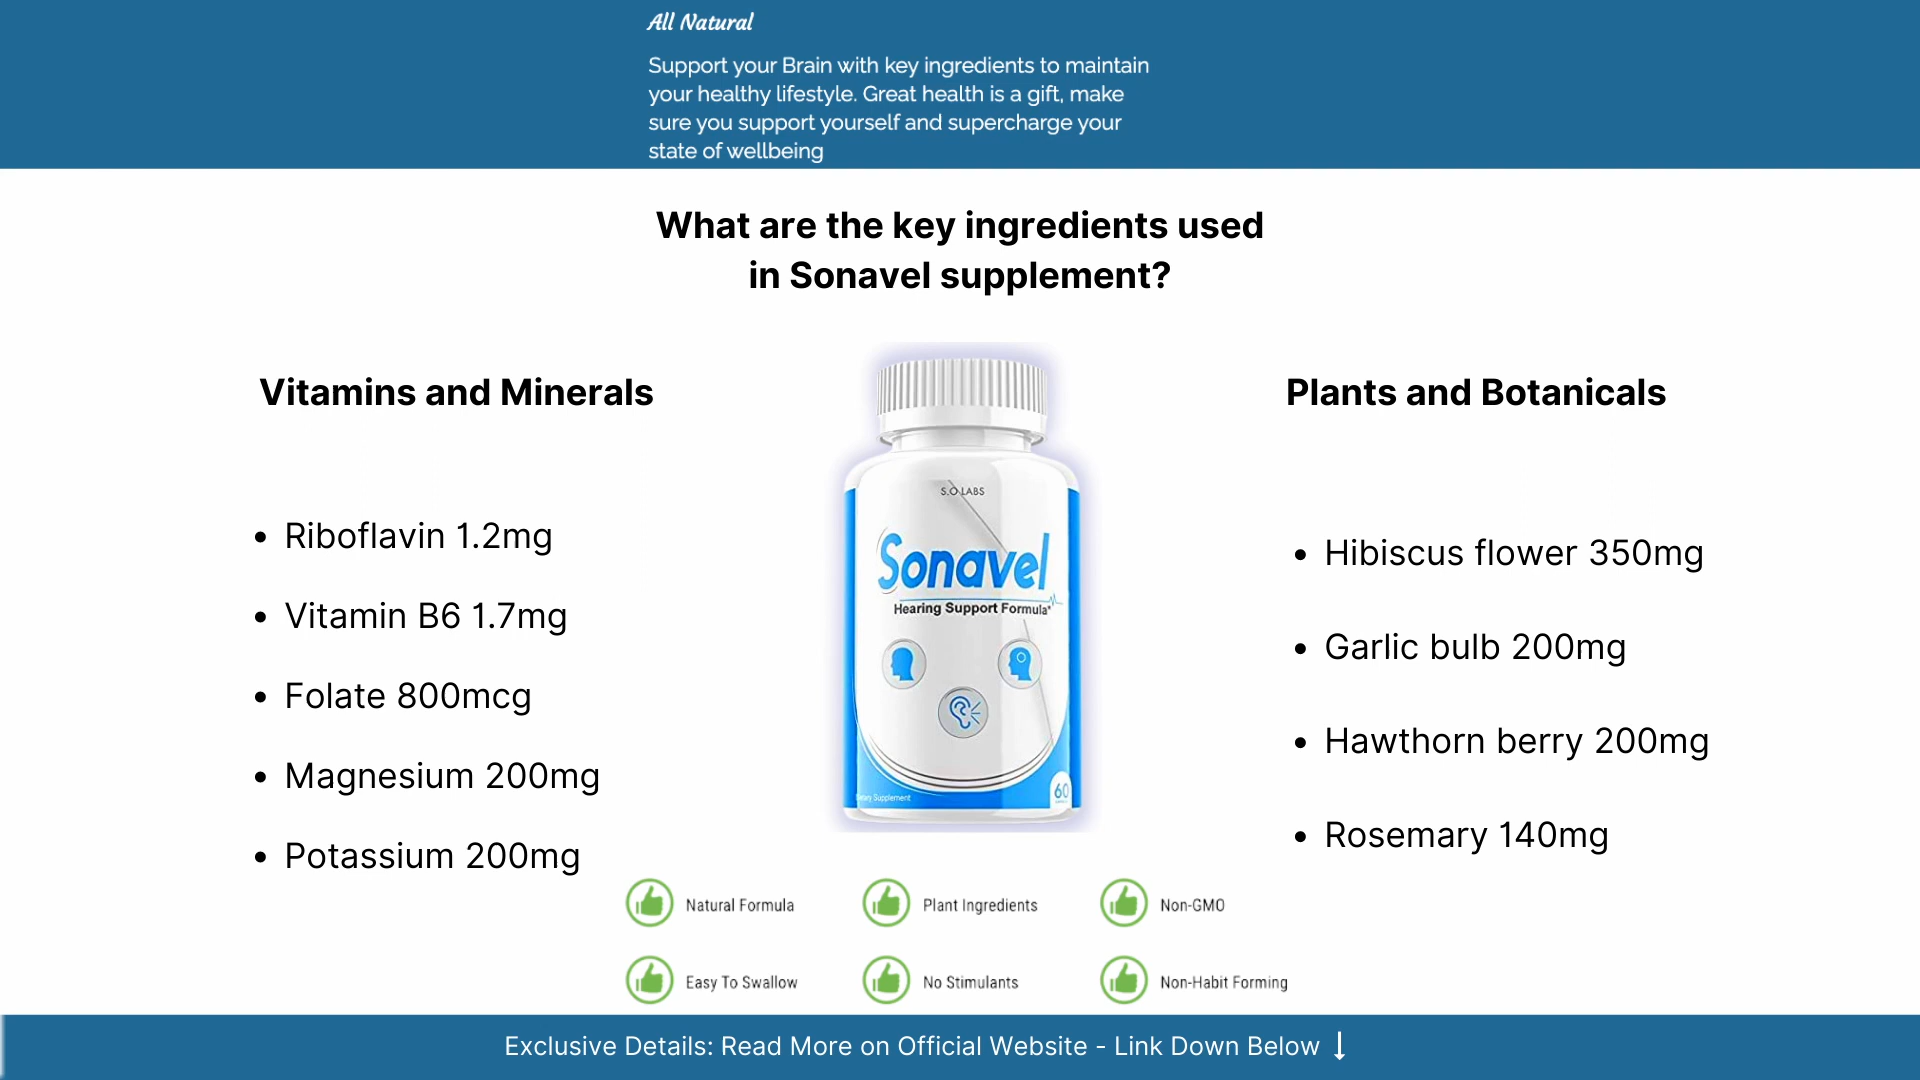 All Natural
Support your Brain with key ingredients to maintain
your healthy lifestyle. Great health is a gift, make
sure you support yourself and supercharge your
state of wellbeing
What are the key ingredients used
in Sonavel supplement?
Vitamins and Minerals
• Riboflavin 1.2mg
• Vitamin B6 1.7mg
• Folate 800mcg
• Magnesium 200mg
• Potassium 200mg
S.O LABS
Sonavel
Hearing Support Formula*
Supplement
60
Plants and Botanicals
• Hibiscus flower 350mg
• Garlic bulb 200mg
• Hawthorn berry 200mg
• Rosemary 140mg
Natural Formula
Plant Ingredients
Non-GMO
Easy To Swallow
No Stimulants
Non-Habit Forming
Exclusive Details: Read More on Official Website - Link Down Below ↓